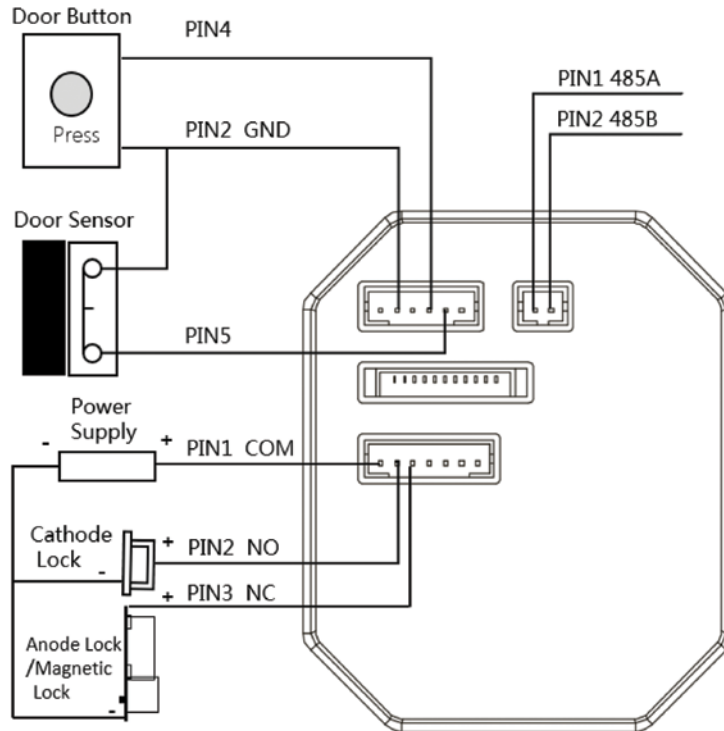 Door Button
PIN4
Press
PIN2 GND
PIN1 485A
PIN2 485B
Door Sensor
PIN5
Power
Supply
- +
PIN1 COM
Cathode
Lock
+
-
PIN2 NO
+
PIN3 NC
Anode Lock
/Magnetic
Lock
-